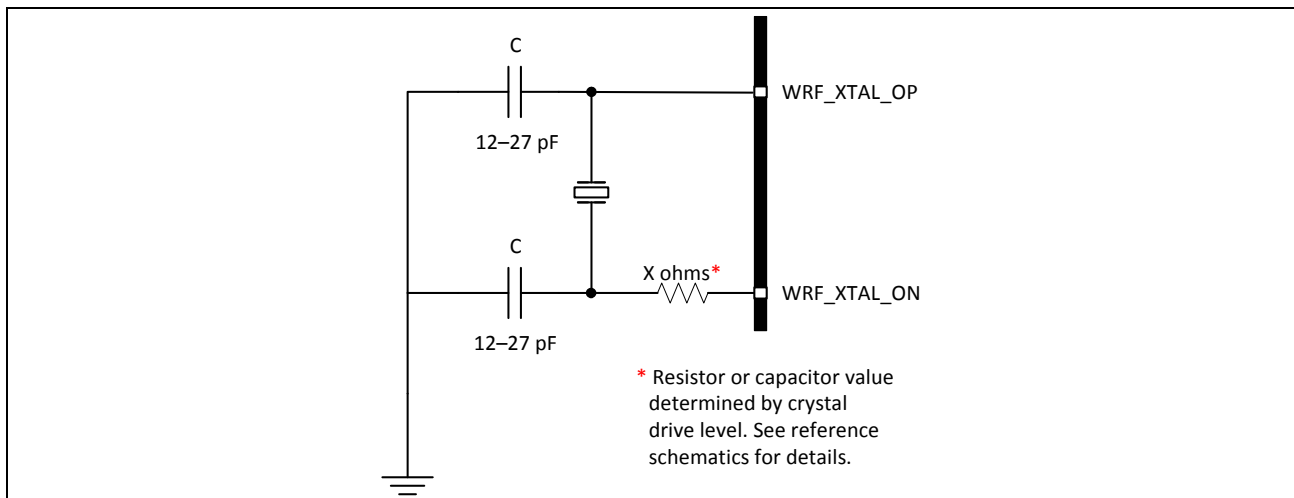 C
WRF_XTAL_OP
12–27 pF
C
X ohms*
WRF_XTAL_ON
12–27 pF
* Resistor or capacitor value
determined by crystal
drive level. See reference
schematics for details.